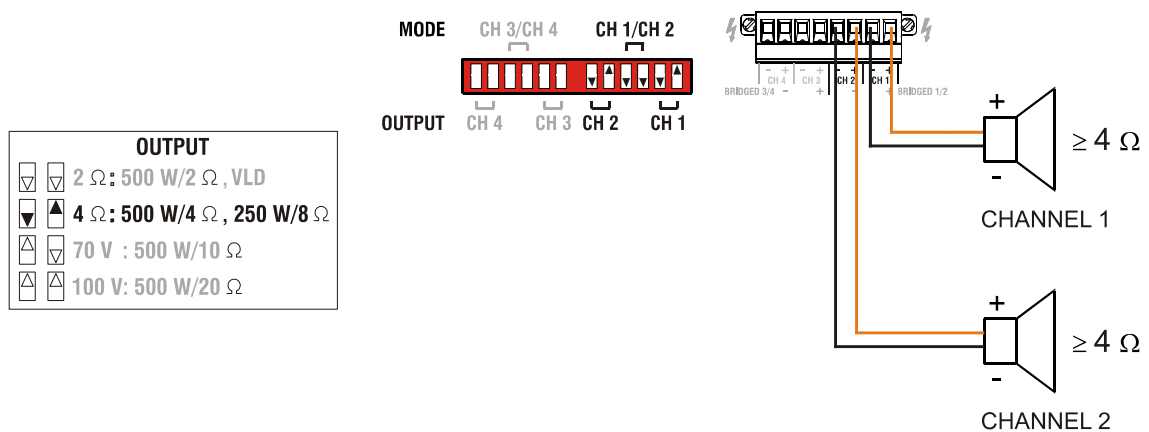 MODE CH 3/CH 4 CH 1/CH 2
OUTPUT CH 4 CH 3 CH 2 CH 1
- + - + - + - +
CH 4 CH 3 CH 2 CH 1
BRIDGED 3/4 - + - + BRIDGED 1/2
OUTPUT
2 Ω: 500 W/2 Ω, VLD
4 Ω: 500 W/4 Ω, 250 W/8 Ω
70 V : 500 W/10 Ω
100 V: 500 W/20 Ω
+
≥ 4 Ω
-
CHANNEL 1
+
≥ 4 Ω
-
CHANNEL 2